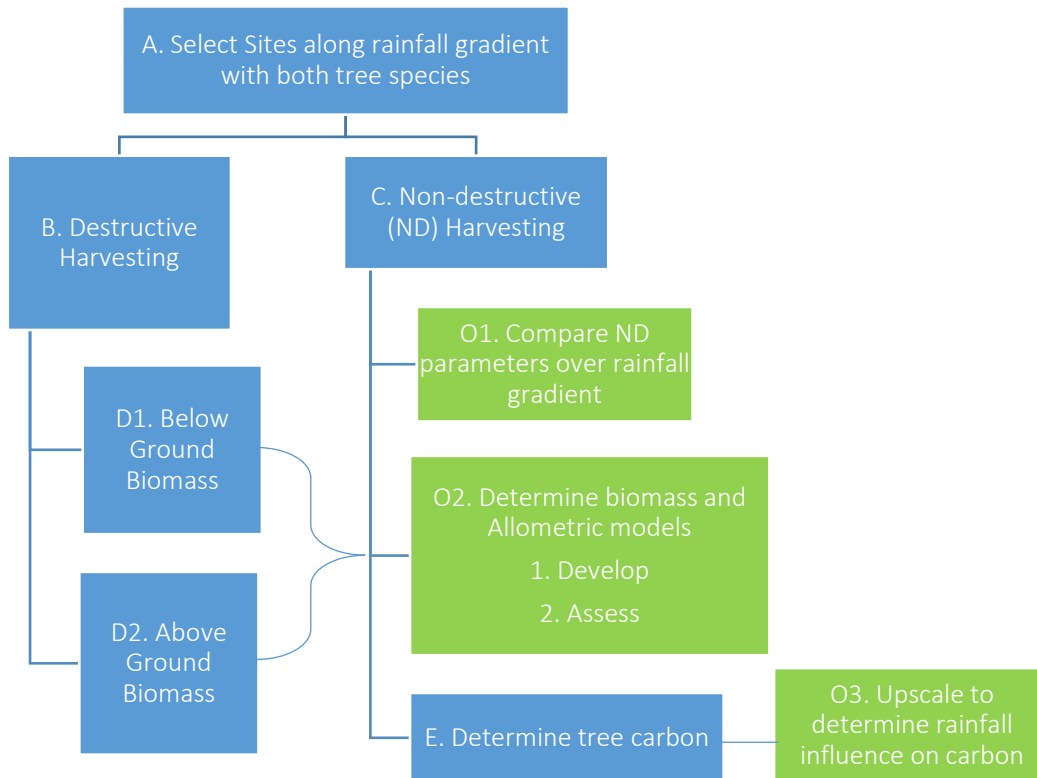 A. Select Sites along rainfall gradient
with both tree species
B. Destructive
Harvesting
C. Non-destructive
(ND) Harvesting
O1. Compare ND
parameters over rainfall
gradient
D1. Below
Ground
Biomass
O2. Determine biomass and
Allometric models
1. Develop
2. Assess
D2. Above
Ground
Biomass
E. Determine tree carbon
O3. Upscale to
determine rainfall
influence on carbon